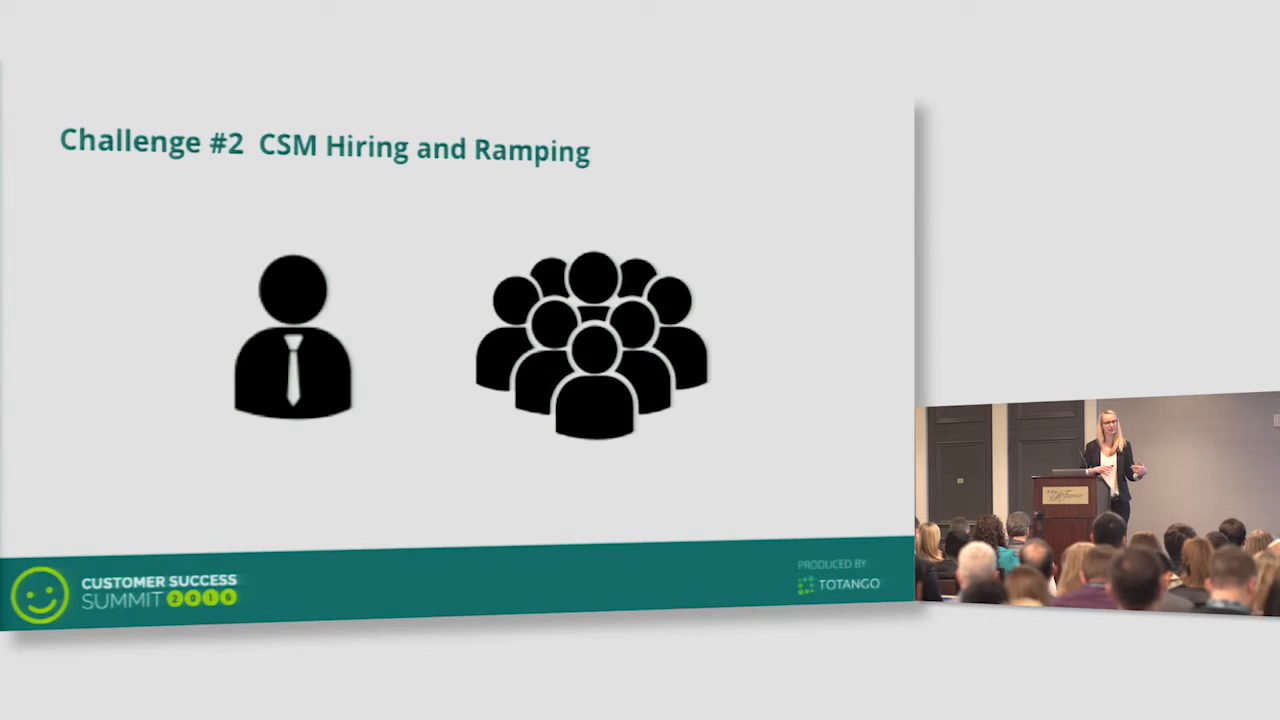 Challenge #2 CSM Hiring and Ramping
CUSTOMER SUCCESS
SUMMIT 2016
PRODUCED BY
TOTANGO